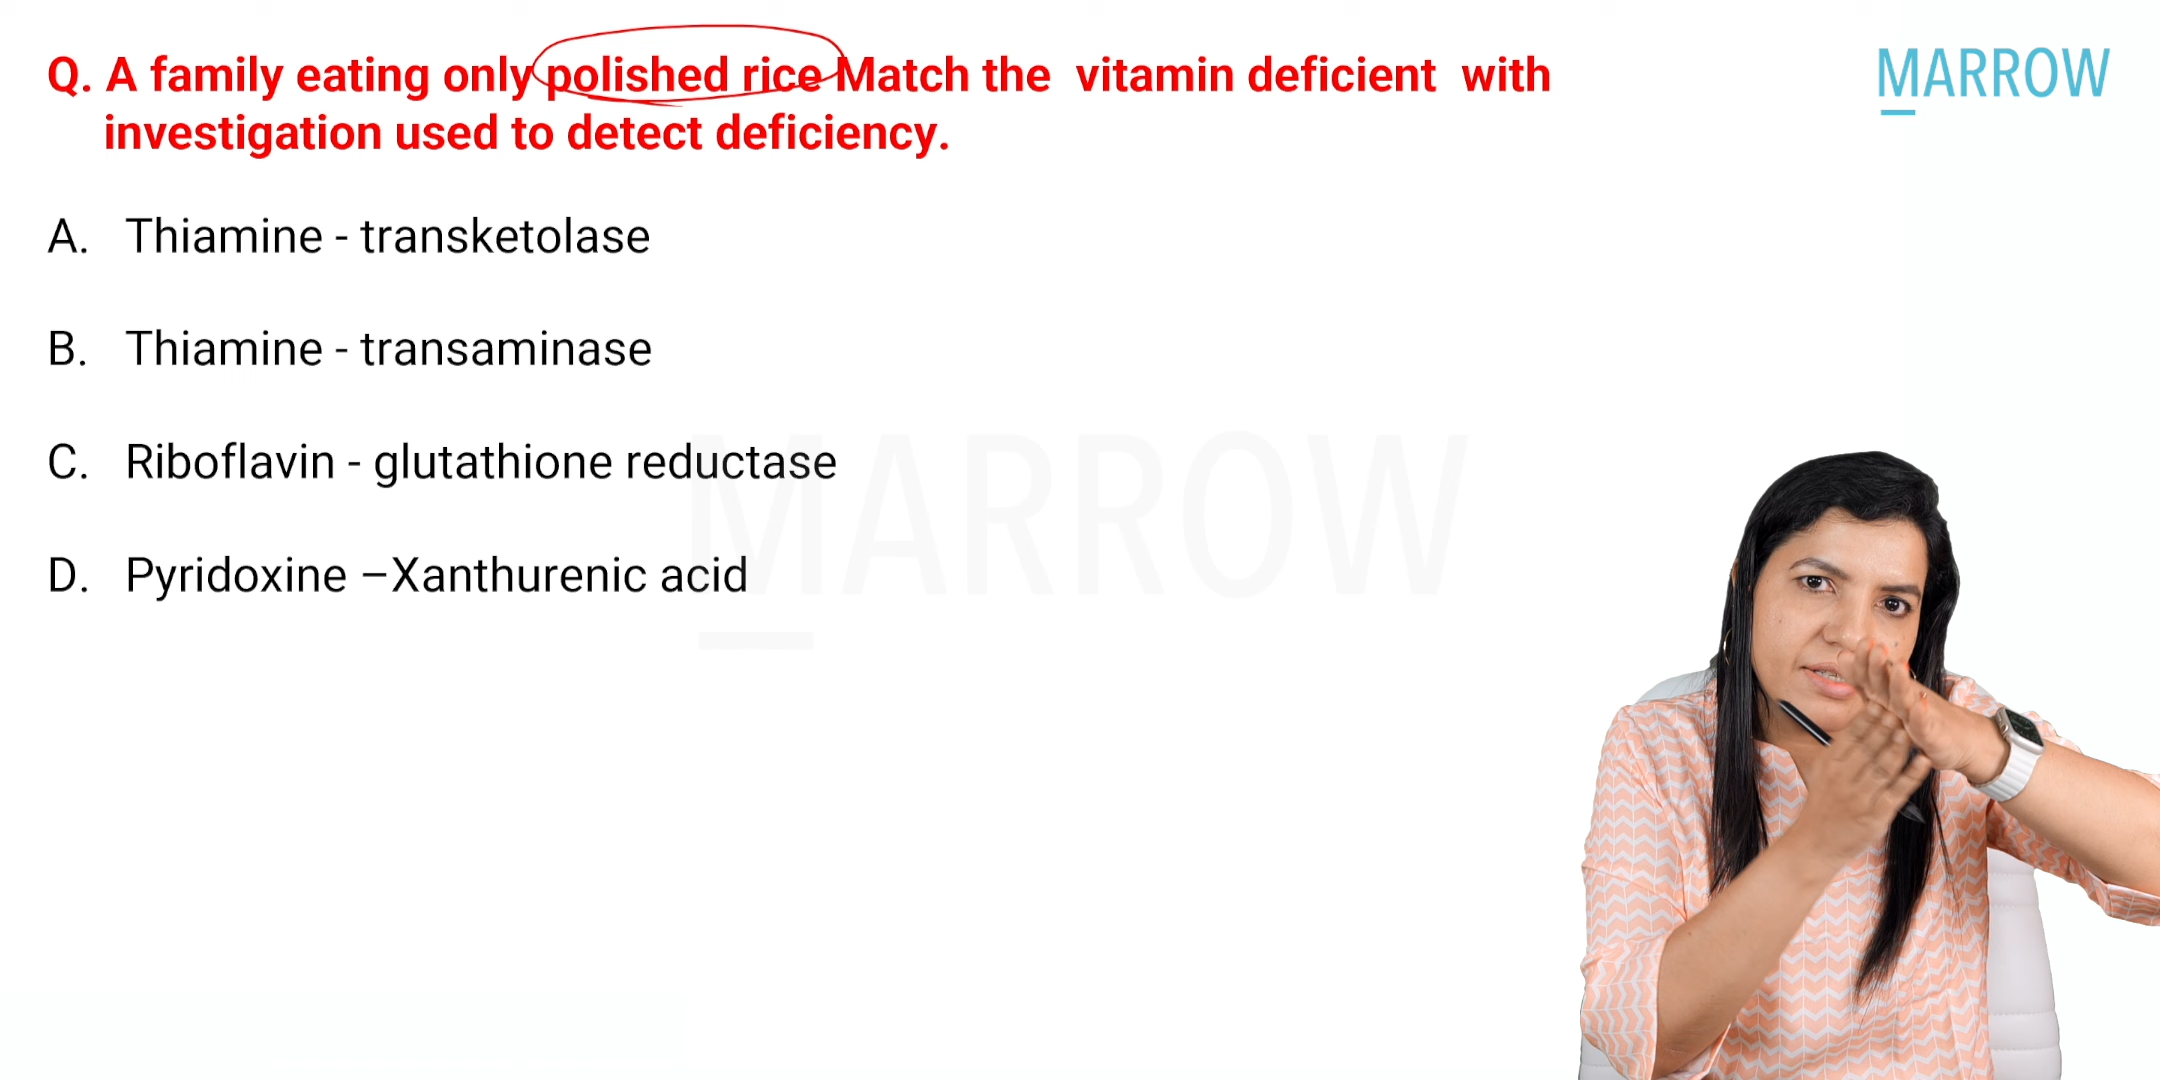 Q. A family eating only polished rice Match the vitamin deficient with
investigation used to detect deficiency.
MARROW
A. Thiamine - transketolase
B. Thiamine - transaminase
C. Riboflavin - glutathione reductase
D. Pyridoxine –Xanthurenic acid
MARROW